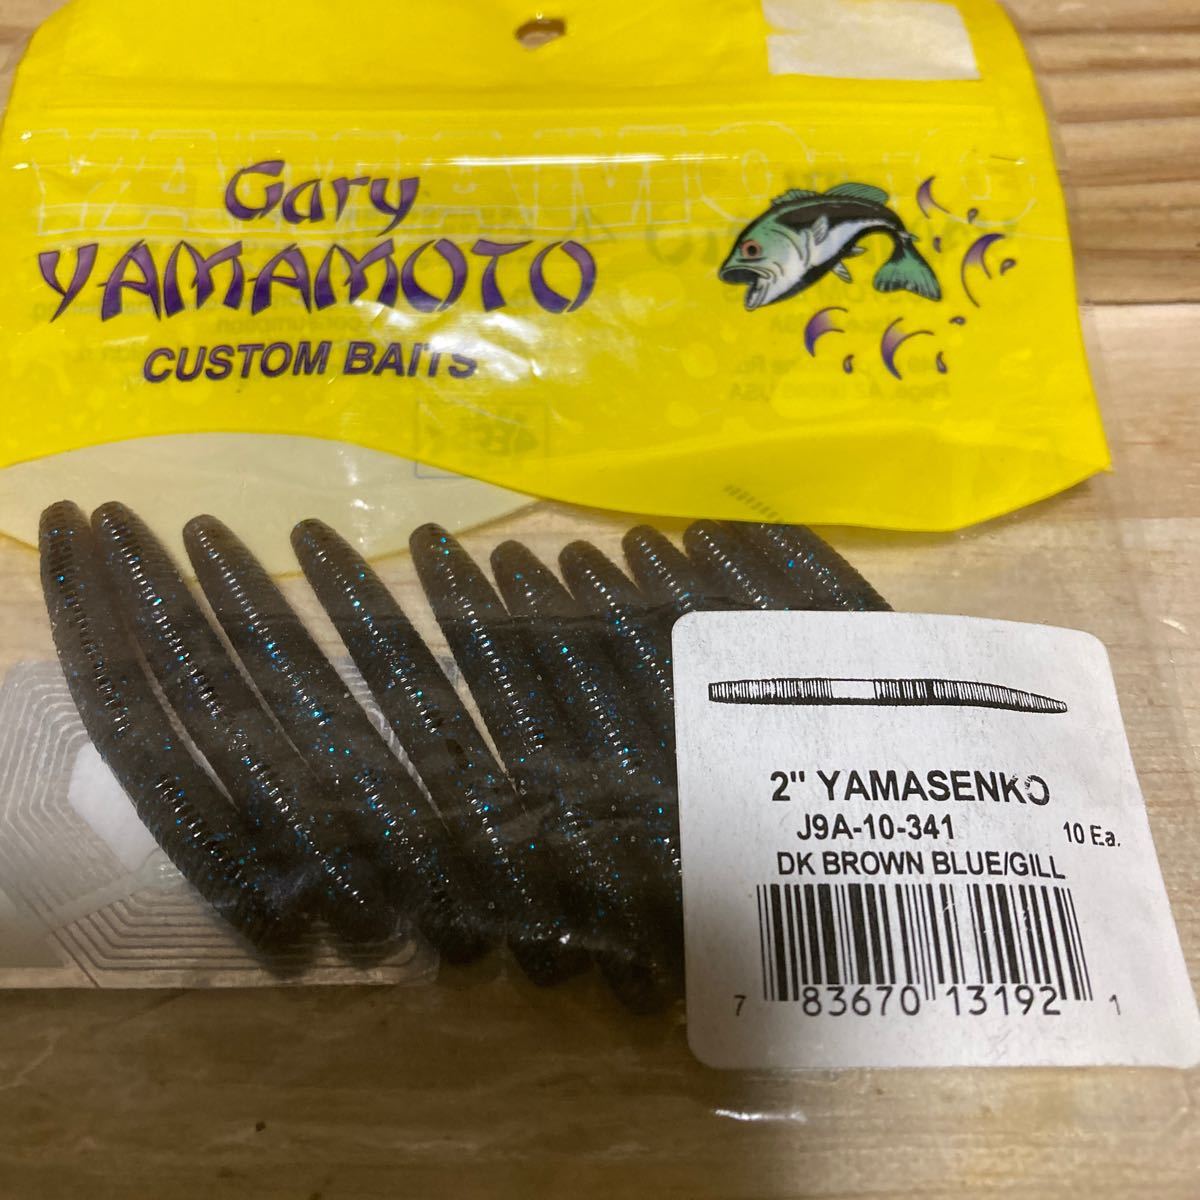 Gary
YAMAMOTO
CUSTOM BAITS
2" YAMASENKO
J9A-10-341
10 Ea.
DK BROWN BLUE/GILL
7 83670 13192 1